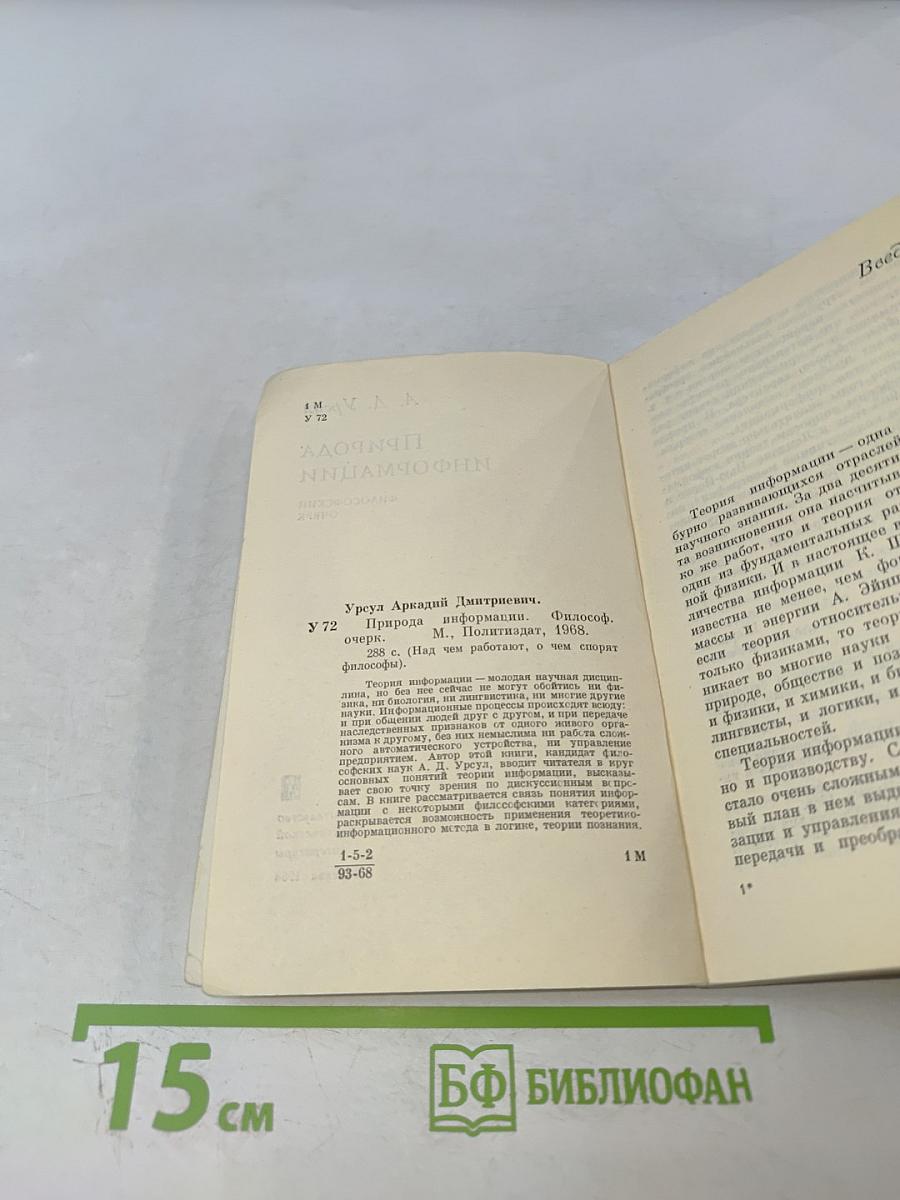 1 М
У 72
Урсул Аркадий Дмитриевич.
У 72 Природа информации. Философ.
очерк. М., Политиздат, 1968.
288 с. (Над чем работают, о чем спорят
философы).
Теория информации — молодая научная дисцип-
лина, но без нее сейчас не могут обойтись ни фи-
зика, ни биология, ни лингвистика, ни многие другие
науки. Информационные процессы происходят всюду:
и при общении людей друг с другом, и при передаче
наследственных признаков от одного живого орга-
низма к другому, без них немыслима ни работа слож-
ного автоматического устройства, ни управление
предприятием. Автор этой книги, кандидат фило-
софских наук А. Д. Урсул, вводит читателя в круг
основных понятий теории информации, высказы-
вает свою точку зрения по дискуссионным вопро-
сам. В книге рассматривается связь понятия инфор-
мации с некоторыми философскими категориями,
раскрывается возможность применения теоретико-
информационного метода в логике, теории познания.
1-5-2
93-68
1 М
Теория информации — одна
бурно развивающихся отраслей
научного знания. За два десяти
та возникновения она насчитыв
ко же работ, что и теория от
один из фундаментальных ра
ной физики. И в настоящее в
личества информации К. Ш
известна не менее, чем фо
массы и энергии А. Эйнш
если теория относитель
только физиками, то теор
никает во многие науки
природе, обществе и поз
и физики, и химики, и би
лингвисты, и логики, и
специальностей.
Теория информации
но и производству. С
стало очень сложным
вый план в нем выдв
зации и управления
передачи и преобра
1*
15 см
БФ БИБЛИОФАН